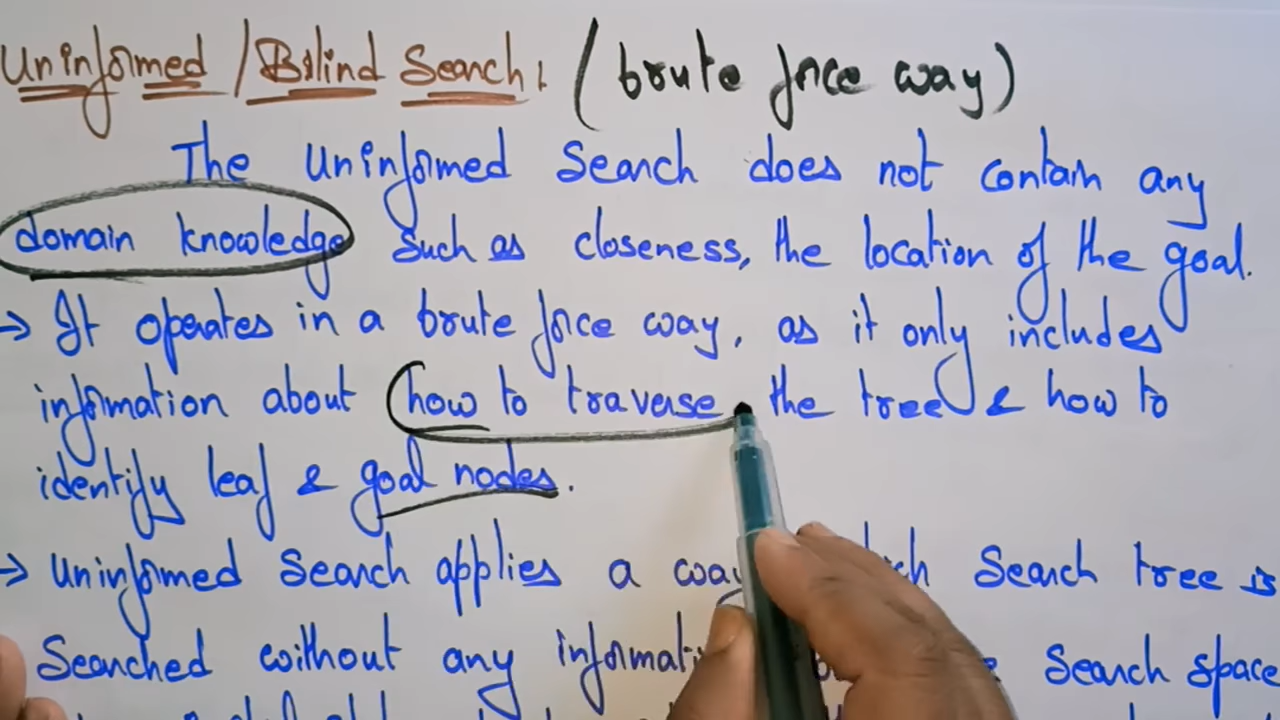 Uninformed / Blind Search: (brute force way)
The uninformed search does not contain any
domain knowledge such as closeness, the location of the goal.
→ It operates in a brute force way, as it only includes
information about how to traverse the tree & how to
identify leaf & goal nodes.
→ Uninformed search applies a way search tree is
Searched without any search space